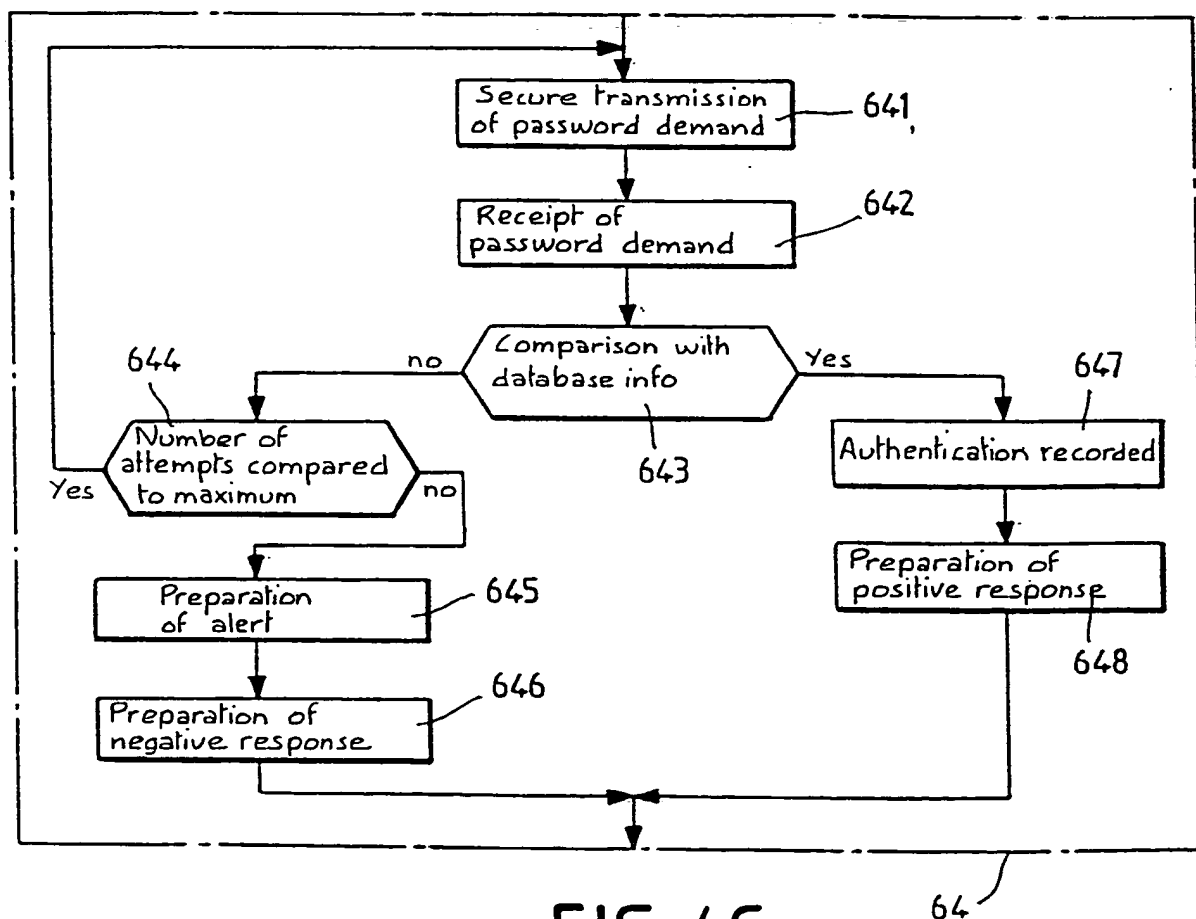 Secure transmission
of password demand
641
Receipt of
password demand
642
Comparison with
database info
643
no
Yes
644
Number of
attempts compared
to maximum
Yes
no
647
Authentication recorded
Preparation
of alert
645
Preparation of
positive response
648
Preparation of
negative response
646
64